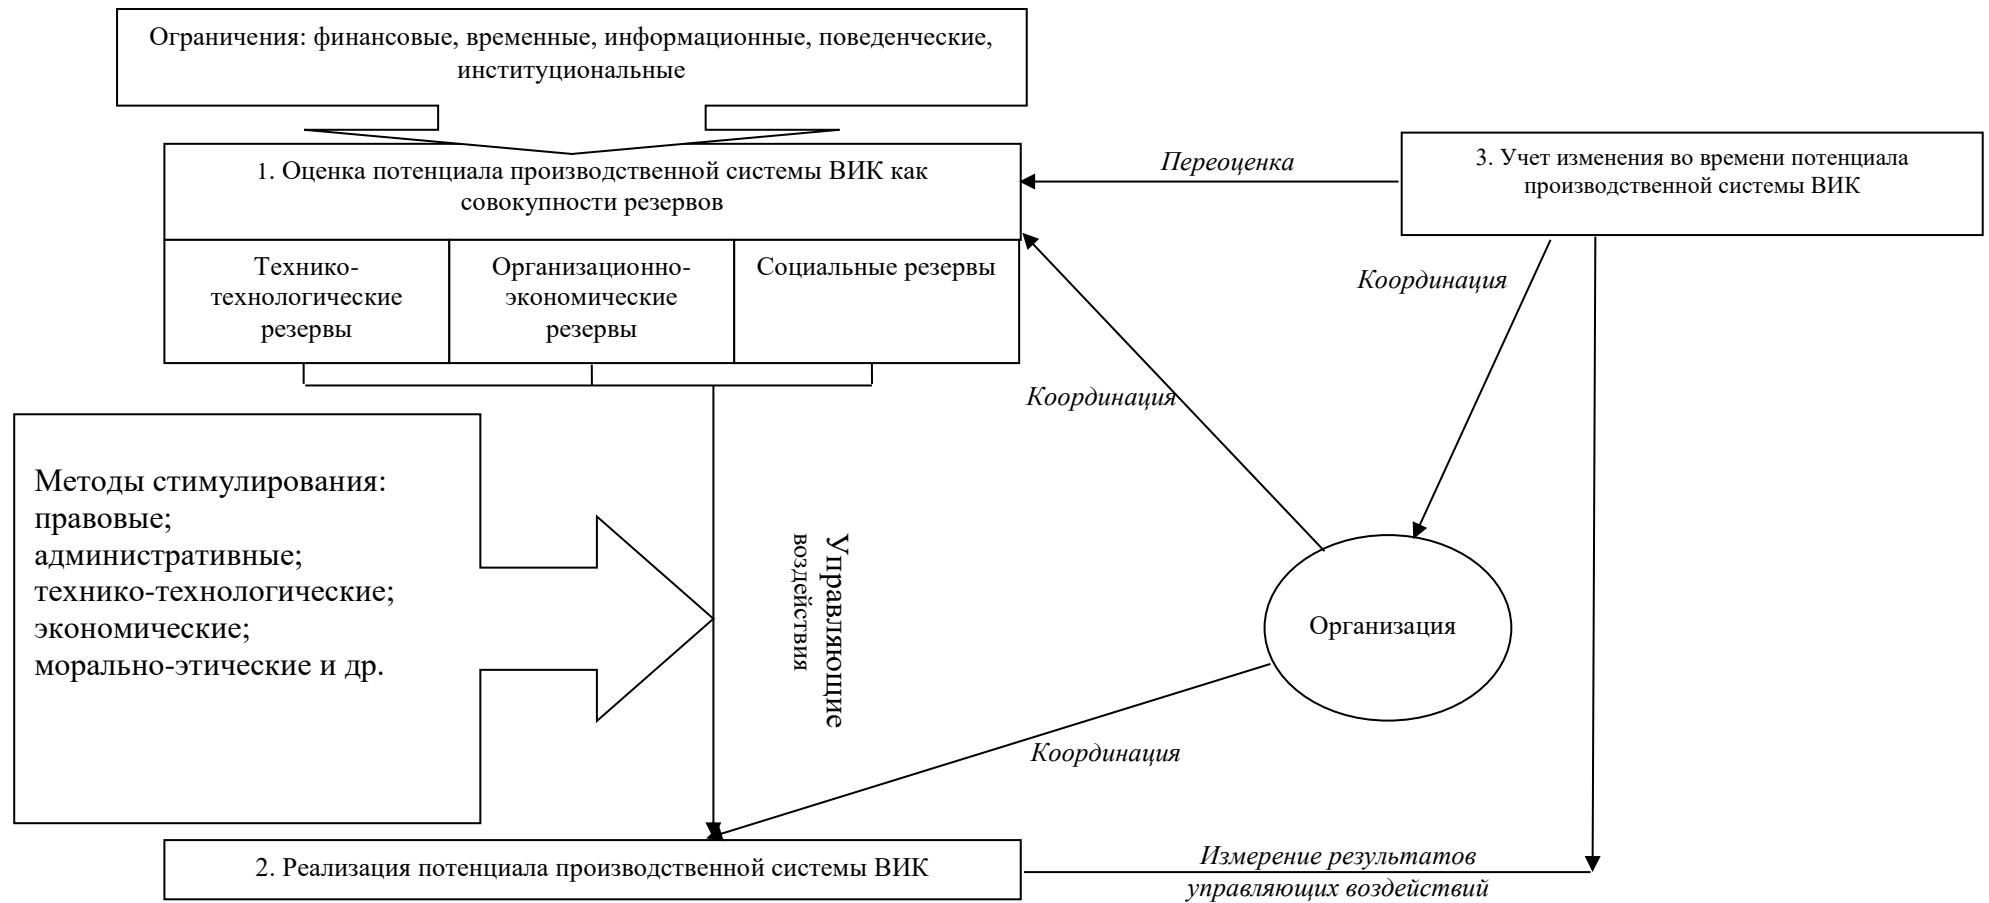 Ограничения: финансовые, временные, информационные, поведенческие,
институциональные
1. Оценка потенциала производственной системы ВИК как
совокупности резервов
Переоценка
3. Учет изменения во времени потенциала
производственной системы ВИК
Технико-
технологические
резервы
Организационно-
экономические
резервы
Социальные резервы
Координация
Координация
Методы стимулирования:
правовые;
административные;
технико-технологические;
экономические;
морально-этические и др.
Управляющие
воздействия
Организация
Координация
2. Реализация потенциала производственной системы ВИК
Измерение результатов
управляющих воздействий